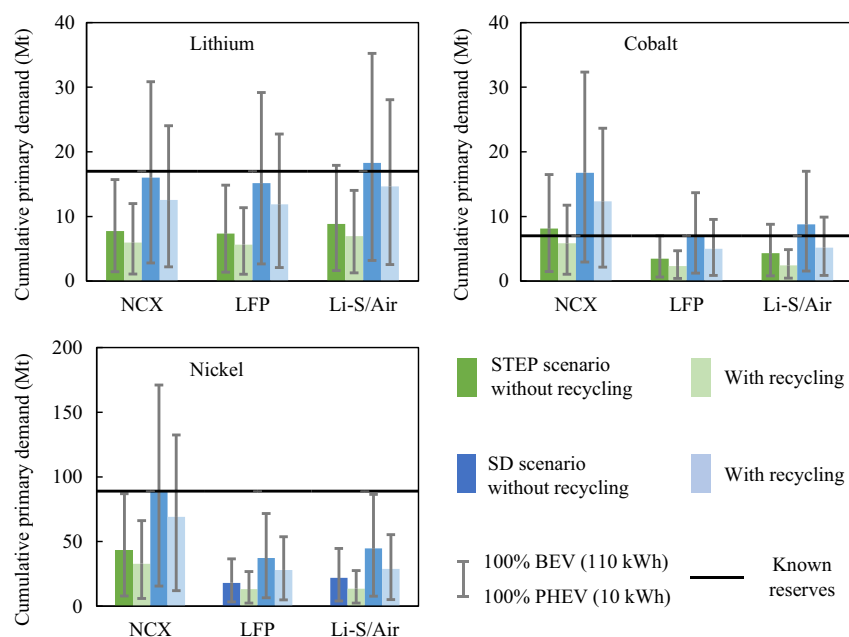 Cumulative primary demand (Mt)
40
30
20
10
0
Lithium
NCX
LFP
Li-S/Air
Cumulative primary demand (Mt)
40
30
20
10
0
Cobalt
NCX
LFP
Li-S/Air
Cumulative primary demand (Mt)
200
150
100
50
0
Nickel
NCX
LFP
Li-S/Air
STEP scenario
without recycling
With recycling
SD scenario
without recycling
With recycling
100% BEV (110 kWh)
100% PHEV (10 kWh)
Known
reserves